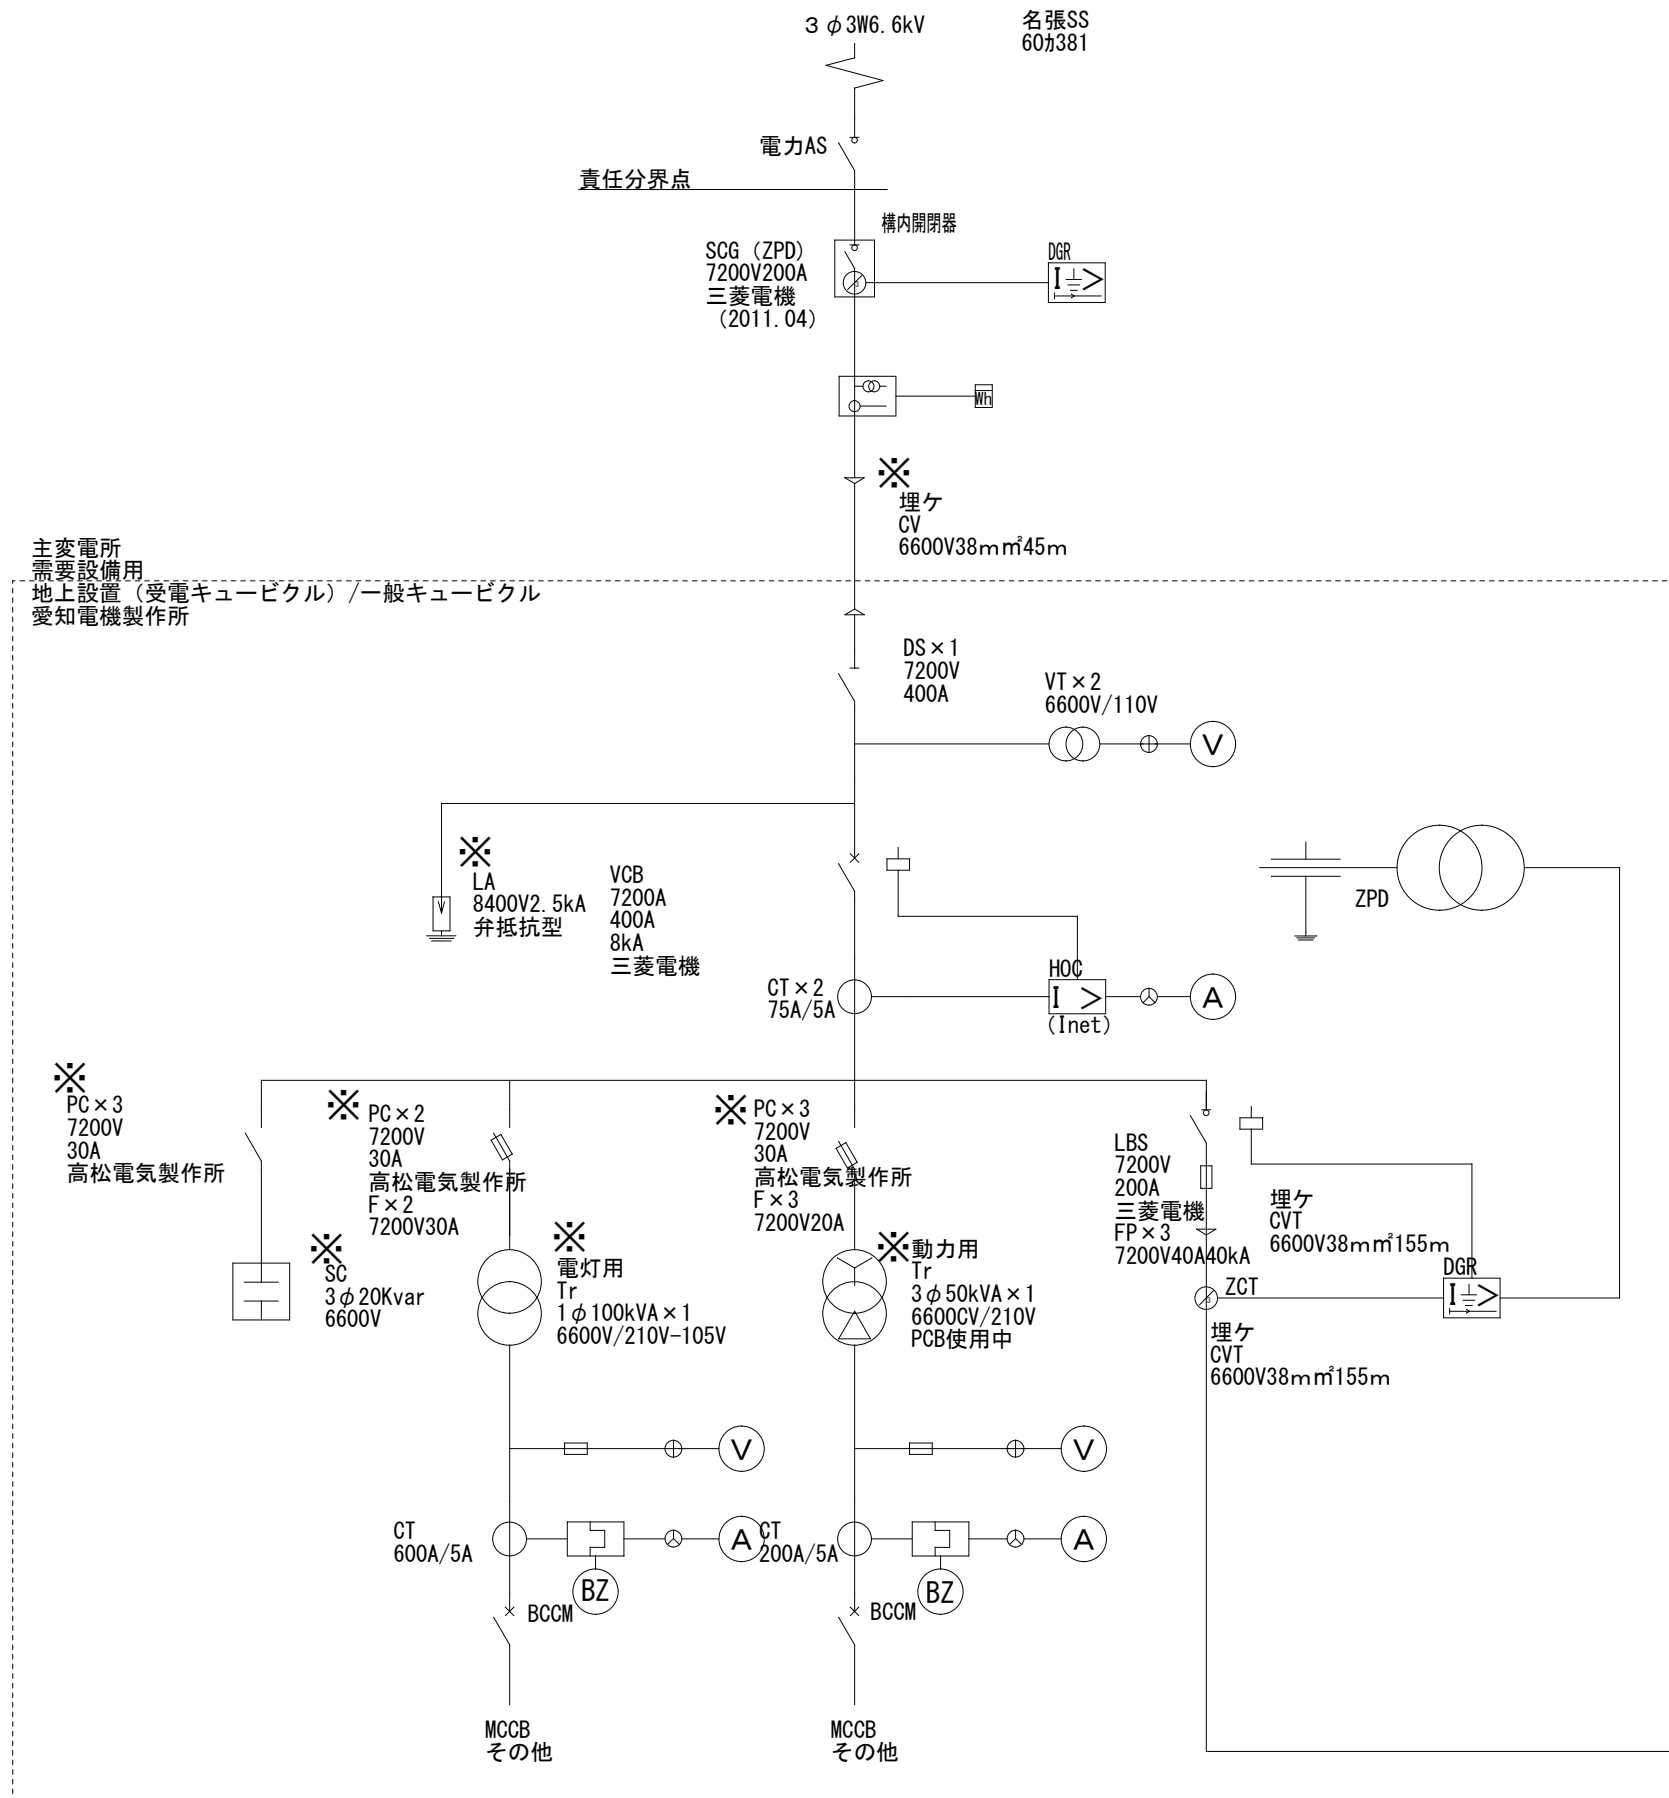 ３φ3W6.6kV
名張SS
60ｶ381
電力AS
責任分界点
構内開閉器
SCG（ZPD）
7200V200A
三菱電機
（2011.04）
DGR
I >
Wh
※
埋ケ
CV
6600V38ｍ㎡45ｍ
主変電所
需要設備用
地上設置（受電キュービクル）/一般キュービクル
愛知電機製作所
DS×1
7200V
400A
VT×2
6600V/110V
V
※
LA
8400V2.5kA
弁抵抗型
VCB
7200A
400A
8kA
三菱電機
ZPD
CT×2
75A/5A
HOC
I >
(Inet)
A
※
PC×3
7200V
30A
高松電気製作所
※
PC×2
7200V
30A
高松電気製作所
F×2
7200V30A
※
PC×3
7200V
30A
高松電気製作所
F×3
7200V20A
LBS
7200V
200A
三菱電機
FP×3
7200V40A40kA
埋ケ
CVT
6600V38ｍ㎡155ｍ
※
SC
3φ20Kvar
6600V
※
電灯用
Tr
1φ100kVA×1
6600V/210V-105V
※
動力用
Tr
3φ50kVA×1
6600CV/210V
PCB使用中
ZCT
DGR
I >
埋ケ
CVT
6600V38ｍ㎡155ｍ
V
V
CT
600A/5A
A
BZ
CT
200A/5A
A
BZ
BCCM
BCCM
MCCB
その他
MCCB
その他